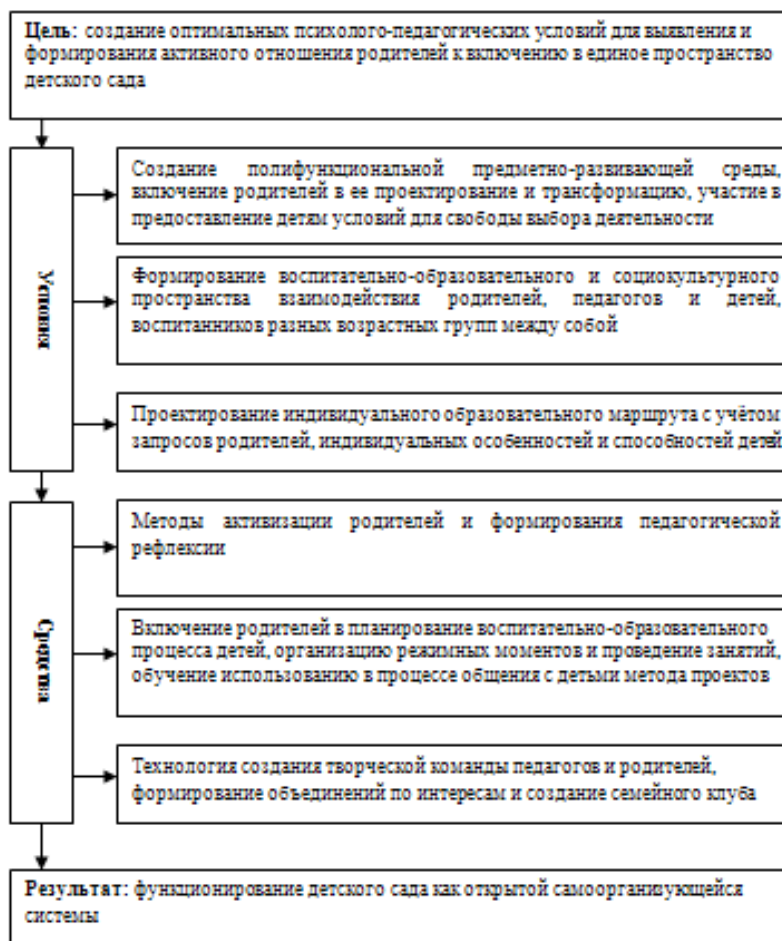 Цель: создание оптимальных психолого-педагогических условий для выявления и
формирования активного отношения родителей к включению в единое пространство
детского сада
Условия
Создание полифункциональной предметно-развивающей среды,
включение родителей в ее проектирование и трансформацию, участие в
предоставление детям условий для свободы выбора деятельности
Формирование воспитательно-образовательного и социокультурного
пространства взаимодействия родителей, педагогов и детей,
воспитанников разных возрастных групп между собой
Проектирование индивидуального образовательного маршрута с учётом
запросов родителей, индивидуальных особенностей и способностей детей
Средства
Методы активизации родителей и формирования педагогической
рефлексии
Включение родителей в планирование воспитательно-образовательного
процесса детей, организацию режимных моментов и проведение занятий,
обучение использованию в процессе общения с детьми метода проектов
Технология создания творческой команды педагогов и родителей,
формирование объединений по интересам и создание семейного клуба
Результат: функционирование детского сада как открытой самоорганизующейся
системы